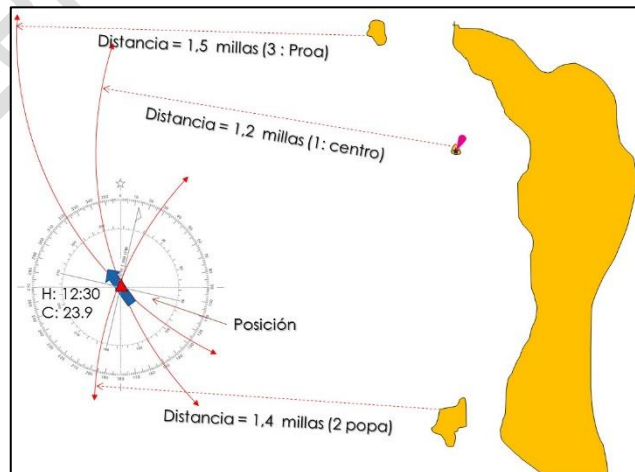 Distancia = 1,5 millas (3 : Proa)
Distancia = 1,2 millas (1: centro)
H: 12:30
C: 23.9
Posición
Distancia = 1,4 millas (2 popa)